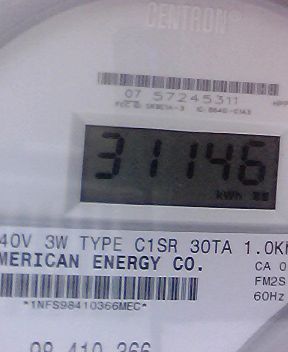 CENTRON®
07 57245311
31146
kWh
40V 3W TYPE C1SR 30TA 1.0K
MERICAN ENERGY CO.
CA 0
FM2S
60Hz
*1NFS98410366MEC*
98 410 366